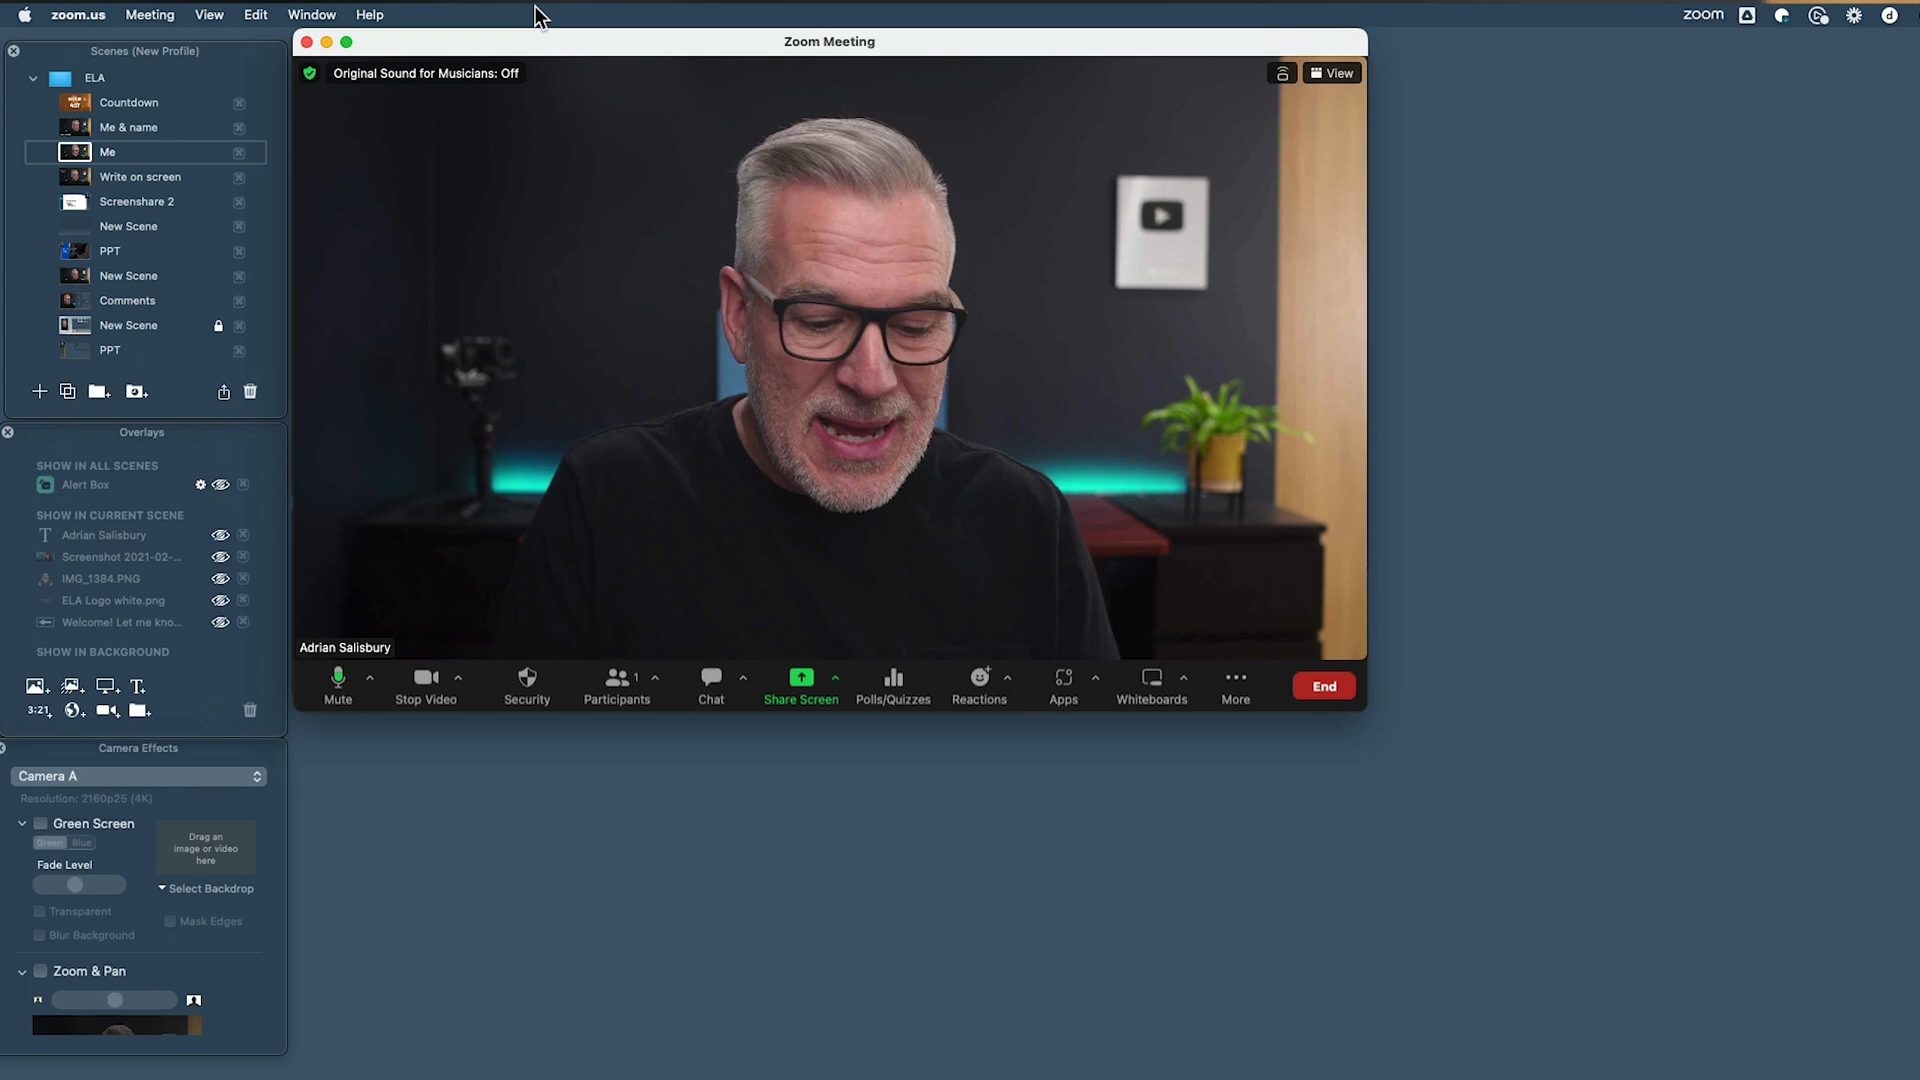 zoom.us Meeting View Edit Window Help
zoom
Scenes (New Profile)
ELA
Countdown
Me & name
Me
Write on screen
Screenshare 2
New Scene
PPT
New Scene
Comments
New Scene
PPT
Overlays
SHOW IN ALL SCENES
Alert Box
SHOW IN CURRENT SCENE
Adrian Salisbury
Screenshot 2021-02-...
IMG_1384.PNG
ELA Logo white.png
Welcome! Let me kno...
SHOW IN BACKGROUND
3:21
Camera Effects
Camera A
Resolution: 2160p25 (4K)
Green Screen
Green Blue
Drag an
image or video
here
Fade Level
Select Backdrop
Transparent
Mask Edges
Blur Background
Zoom & Pan
Zoom Meeting
Original Sound for Musicians: Off
View
Adrian Salisbury
1
Mute Stop Video Security Participants Chat Share Screen Polls/Quizzes Reactions Apps Whiteboards More
End